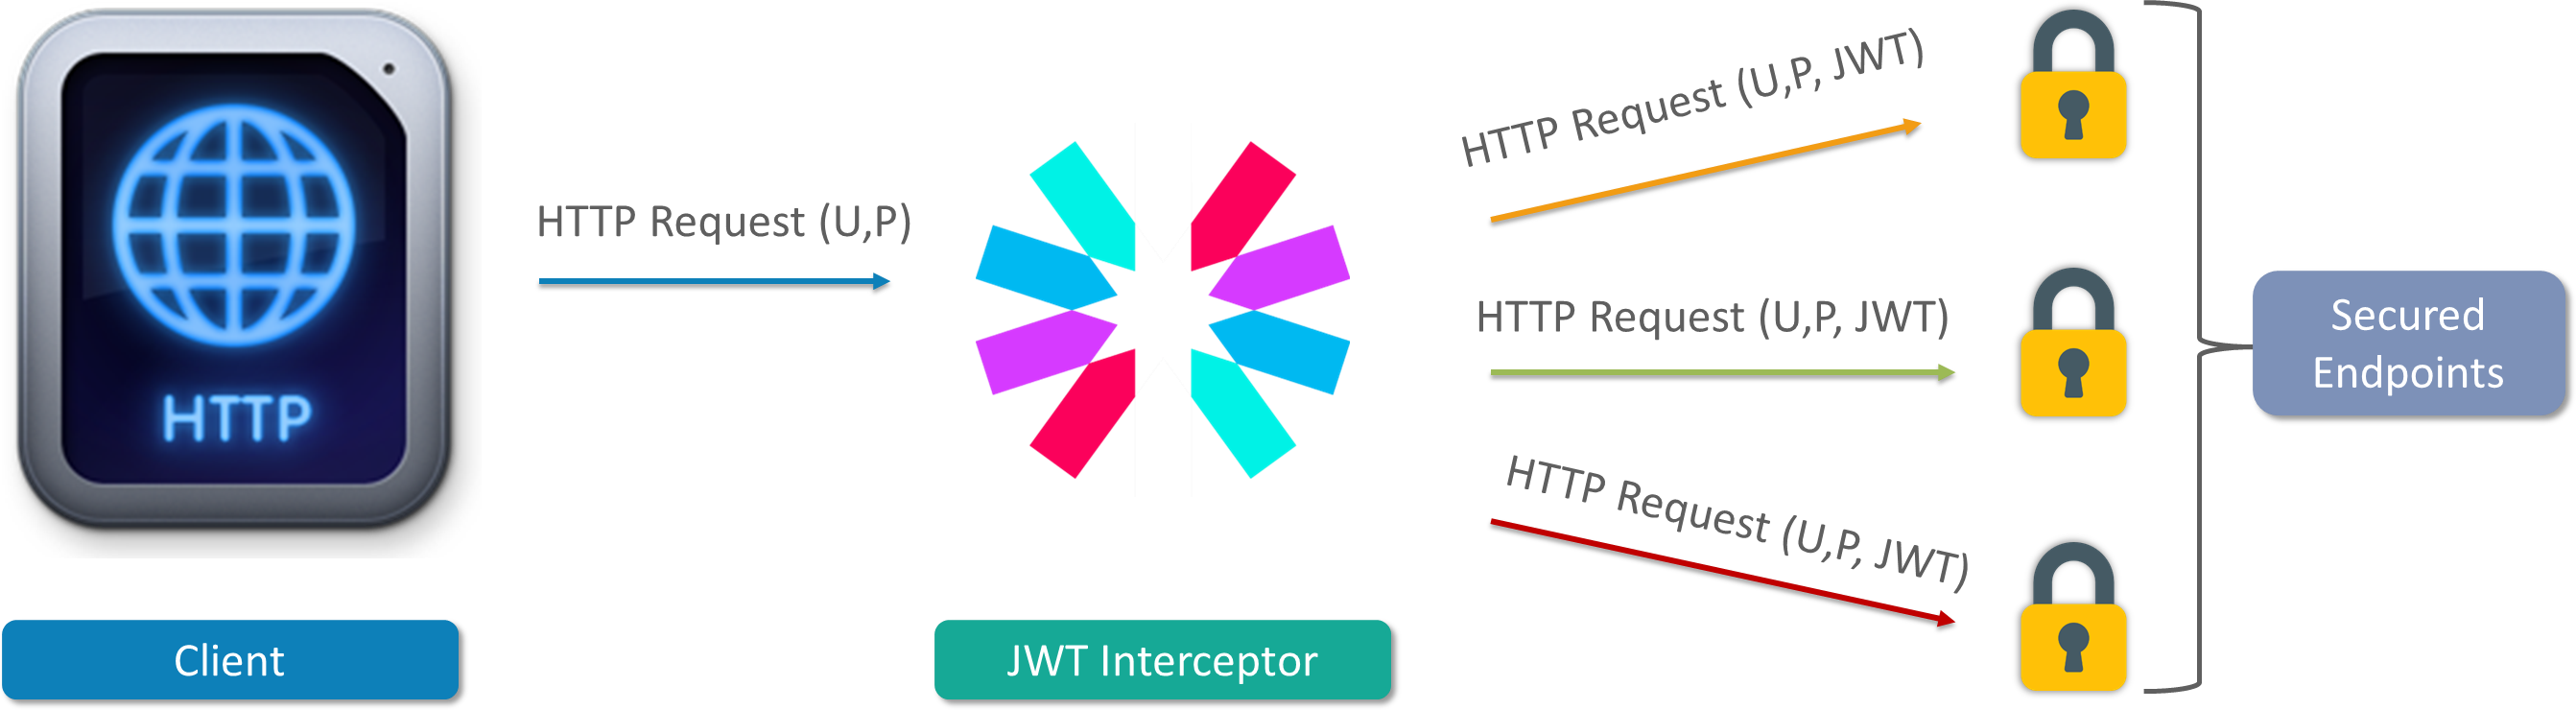 HTTP
Client
HTTP Request (U,P)
JWT Interceptor
HTTP Request (U,P, JWT)
HTTP Request (U,P, JWT)
HTTP Request (U,P, JWT)
Secured
Endpoints